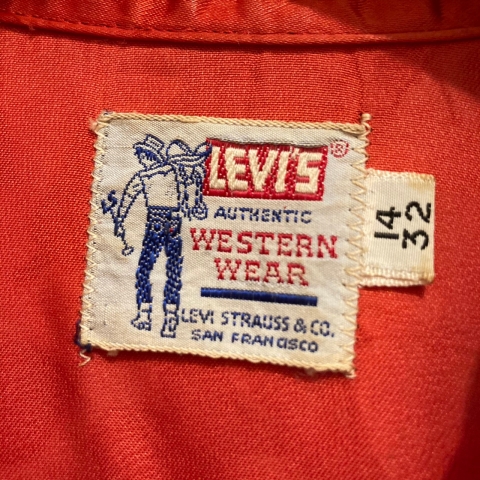 LEVI'S ®
AUTHENTIC
WESTERN
WEAR
LEVI STRAUSS & CO.
SAN FRANCISCO
14
32